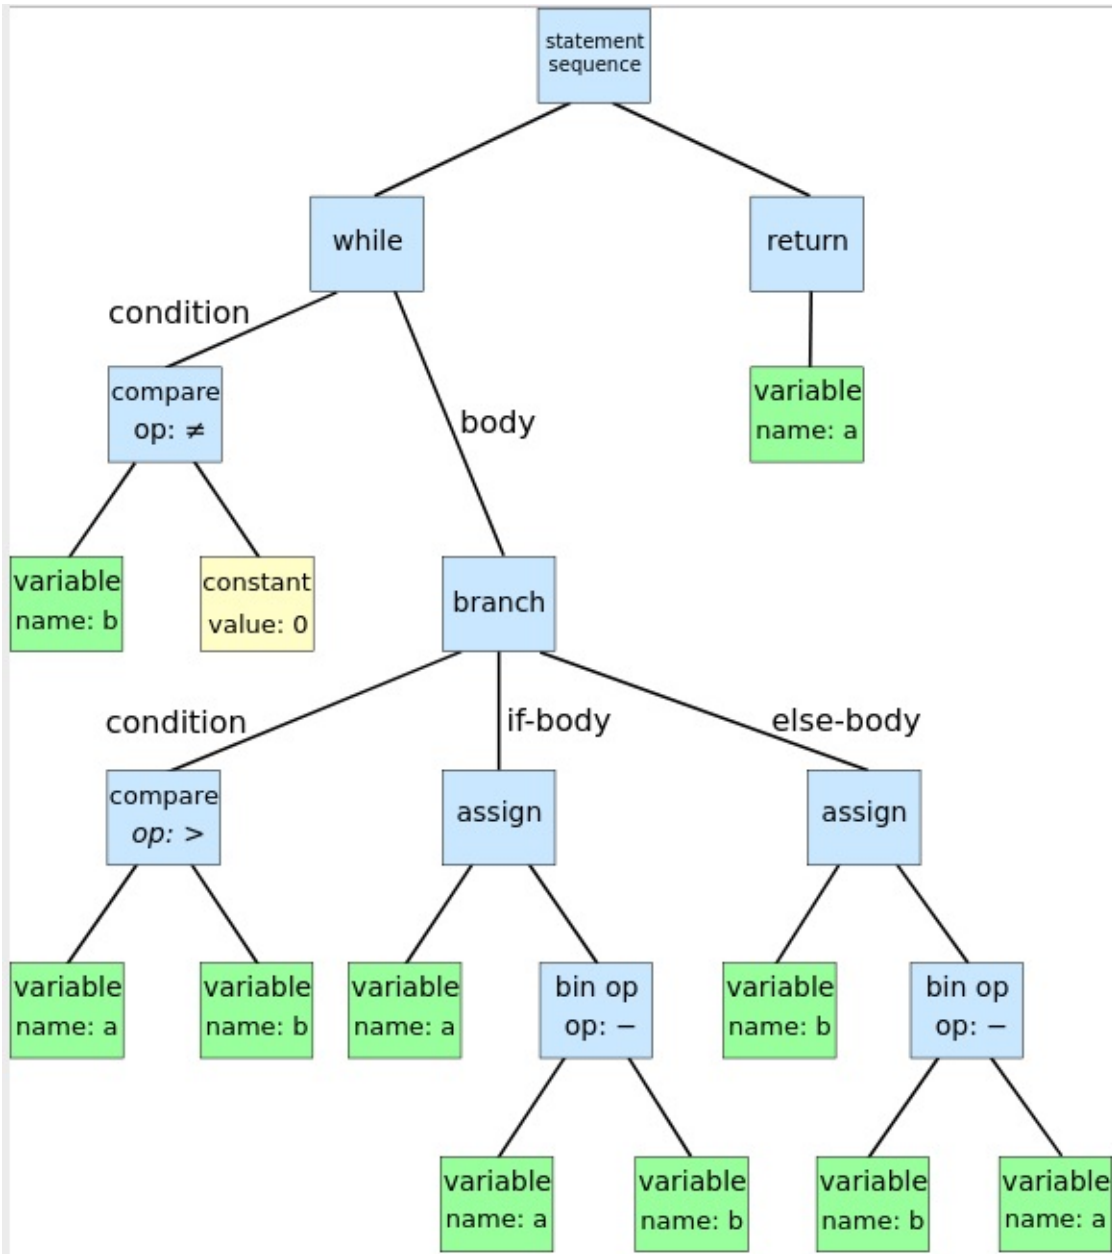 statement
sequence
while
return
condition
compare
op: ≠
body
variable
name: a
variable
name: b
constant
value: 0
branch
condition
if-body
else-body
compare
op: >
assign
assign
variable
name: a
variable
name: b
variable
name: a
bin op
op: −
variable
name: b
bin op
op: −
variable
name: a
variable
name: b
variable
name: b
variable
name: a